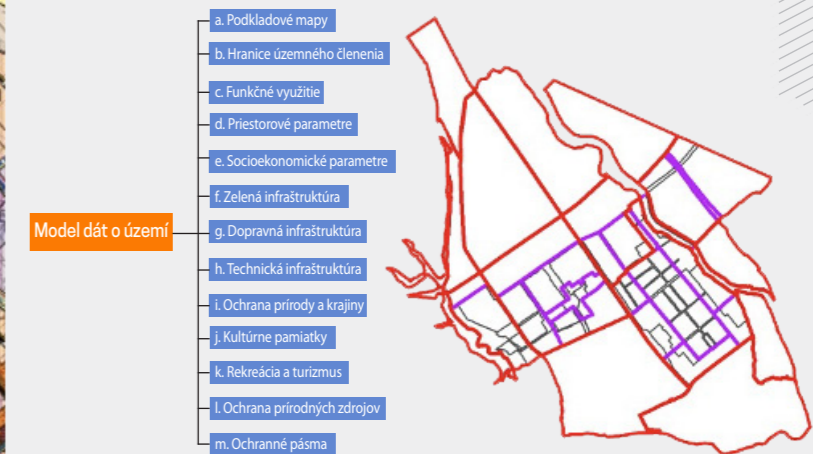 Model dát o území
a. Podkladové mapy
b. Hranice územného členenia
c. Funkčné využitie
d. Priestorové parametre
e. Socioekonomické parametre
f. Zelená infraštruktúra
g. Dopravná infraštruktúra
h. Technická infraštruktúra
i. Ochrana prírody a krajiny
j. Kultúrne pamiatky
k. Rekreácia a turizmus
l. Ochrana prírodných zdrojov
m. Ochranné pásma